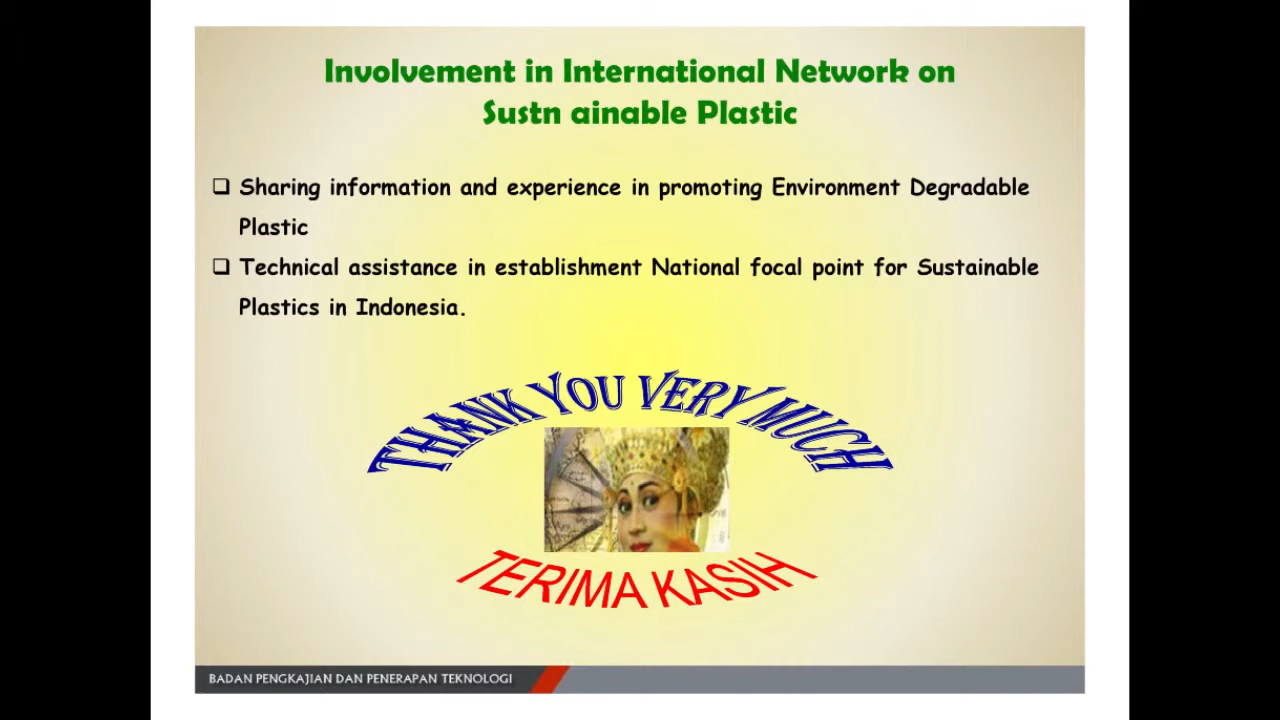 Involvement in International Network on
Sustn ainable Plastic
❑ Sharing information and experience in promoting Environment Degradable
Plastic
❑ Technical assistance in establishment National focal point for Sustainable
Plastics in Indonesia.
THANK YOU VERY MUCH
TERIMA KASIH
BADAN PENGKAJIAN DAN PENERAPAN TEKNOLOGI